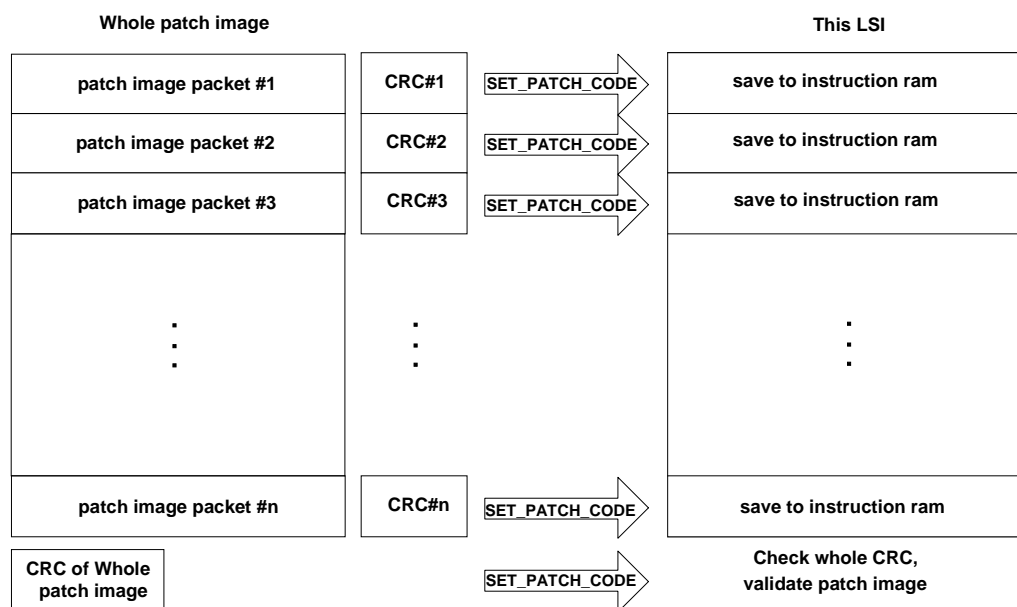 Whole patch image
This LSI
patch image packet #1
CRC#1
SET_PATCH_CODE
save to instruction ram
patch image packet #2
CRC#2
SET_PATCH_CODE
save to instruction ram
patch image packet #3
CRC#3
SET_PATCH_CODE
save to instruction ram
patch image packet #n
CRC#n
SET_PATCH_CODE
save to instruction ram
CRC of Whole
patch image
SET_PATCH_CODE
Check whole CRC,
validate patch image